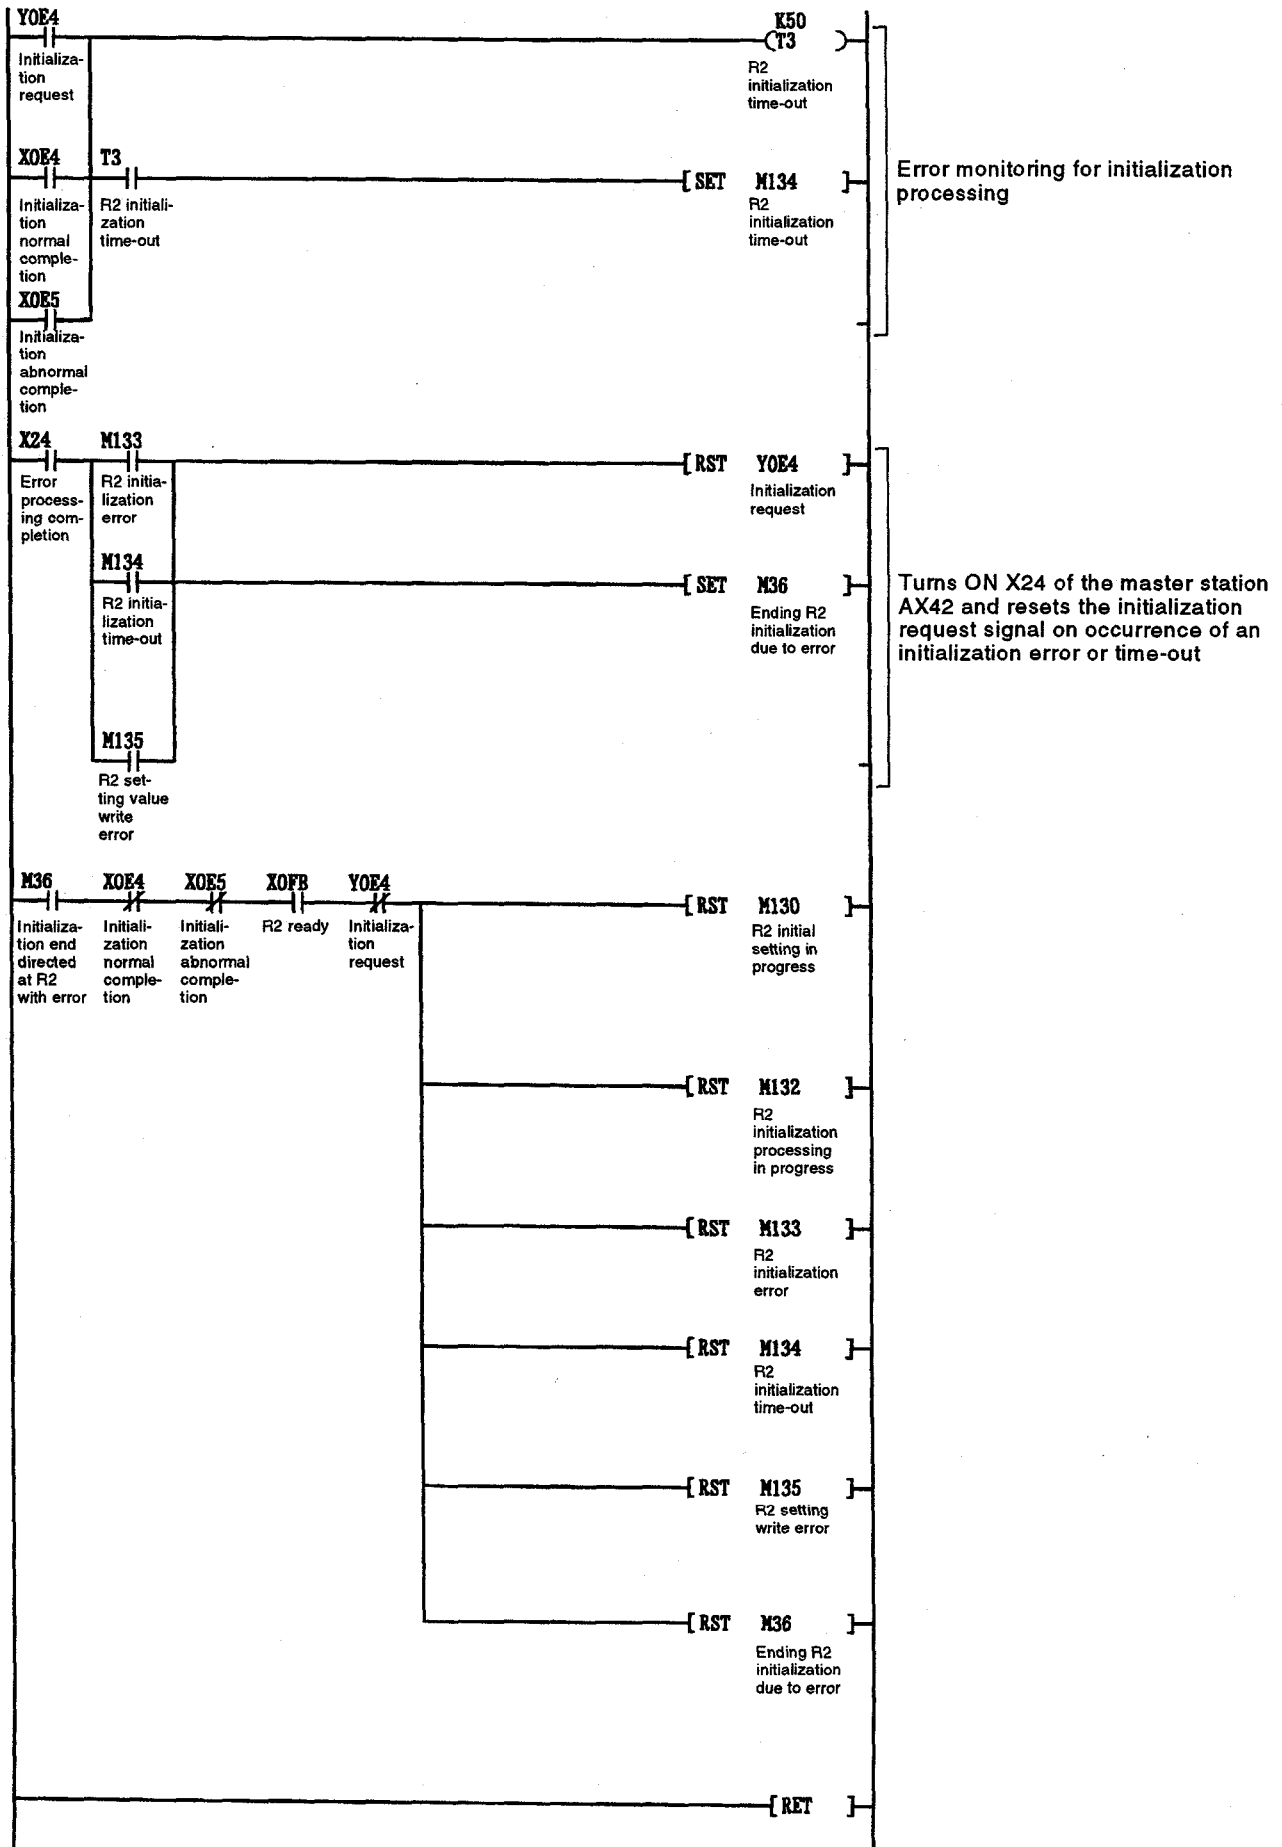 Y0E4
Initializa-
tion
request
K50
T3
R2
initialization
time-out
X0E4
Initializa-
tion
normal
comple-
tion
T3
R2 initiali-
zation
time-out
SET M134
R2
initialization
time-out
Error monitoring for initialization
processing
X0E5
Initializa-
tion
abnormal
comple-
tion
X24
Error
process-
ing com-
pletion
M133
R2 initia-
lization
error
RST Y0E4
Initialization
request
M134
R2 initia-
lization
time-out
SET M36
Ending R2
initialization
due to error
Turns ON X24 of the master station
AX42 and resets the initialization
request signal on occurrence of an
initialization error or time-out
M135
R2 set-
ting value
write
error
M36
Initializa-
tion end
directed
at R2
with error
X0E4
Initiali-
zation
normal
comple-
tion
X0E5
Initiali-
zation
abnormal
comple-
tion
X0FB
R2 ready
Y0E4
Initializa-
tion
request
RST M130
R2 initial
setting in
progress
RST M132
R2
initialization
processing
in progress
RST M133
R2
initialization
error
RST M134
R2
initialization
time-out
RST M135
R2 setting
write error
RST M36
Ending R2
initialization
due to error
RET